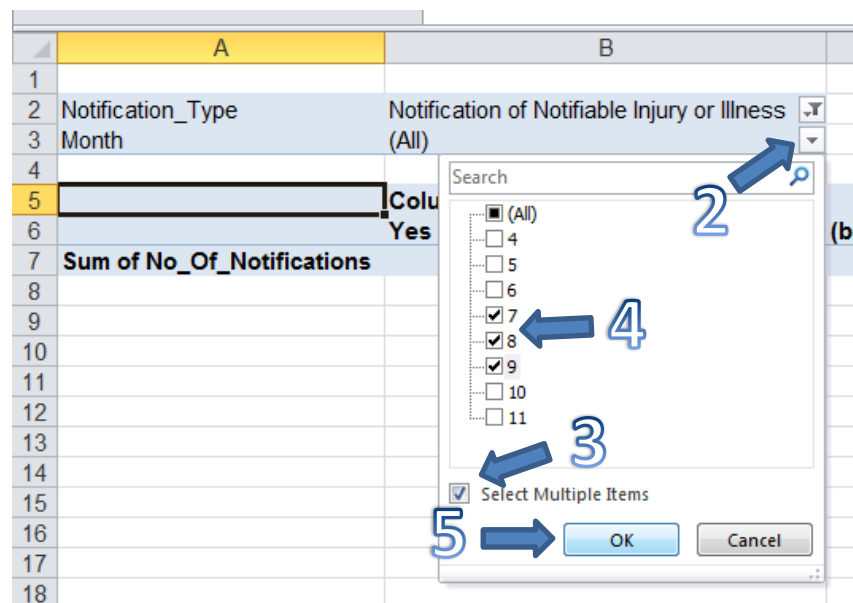 A B
1
2 Notification_Type Notification of Notifiable Injury or Illness
3 Month (All)
4
5 Colu
6 Yes (b
7 Sum of No_Of_Notifications
8
9
10
11
12
13
14
15
16
17
18
Search
(All)
4
5
6
7
8
9
10
11
Select Multiple Items
OK Cancel
2
4
3
5